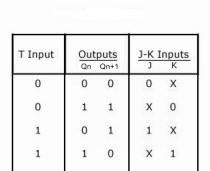 T Input Outputs J-K Inputs
Qn Qn+1 J K
0 0 0 0 X
0 1 1 X 0
1 0 1 1 X
1 1 0 X 1